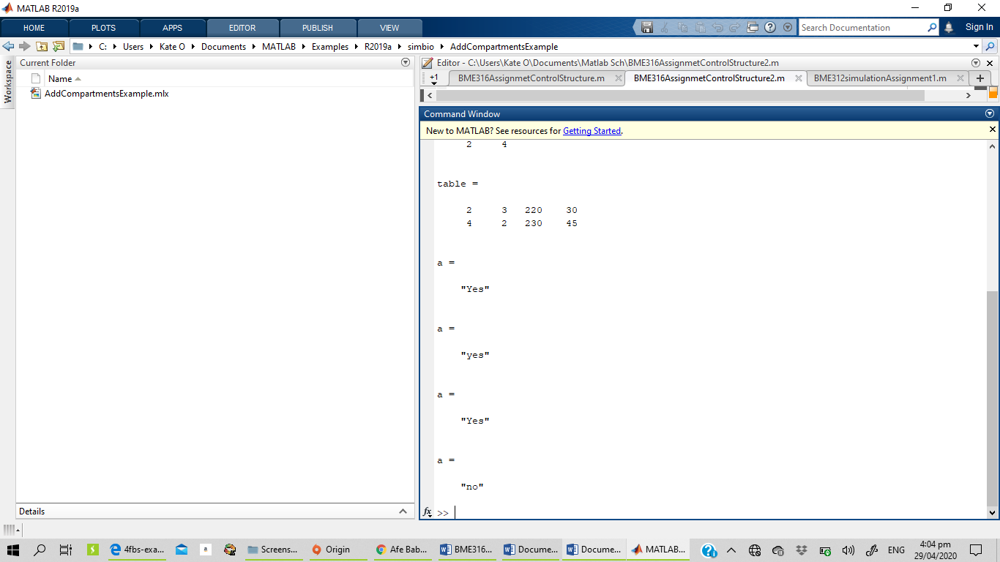 MATLAB R2019a
HOME PLOTS APPS EDITOR PUBLISH VIEW Search Documentation Sign In
C: Users Kate O Documents MATLAB Examples R2019a simbio AddCompartmentsExample
Workspace
Current Folder
Name
AddCompartmentsExample.mlx
Details
Editor - C:\Users\Kate O\Documents\Matlab Sch\BME316AssignmetControlStructure2.m
+1 BME316AssignmetControlStructure.m BME316AssignmetControlStructure2.m BME312simulationAssignment1.m +
Command Window
New to MATLAB? See resources for Getting Started.
2 4
table =
2 3 220 30
4 2 230 45
a =
"Yes"
a =
"yes"
a =
"Yes"
a =
"no"
fx >>
4fbs-exa... a Screens... Origin Afe Bab... BME316... Docume... Docume... MATLAB... ENG 4:04 pm
29/04/2020